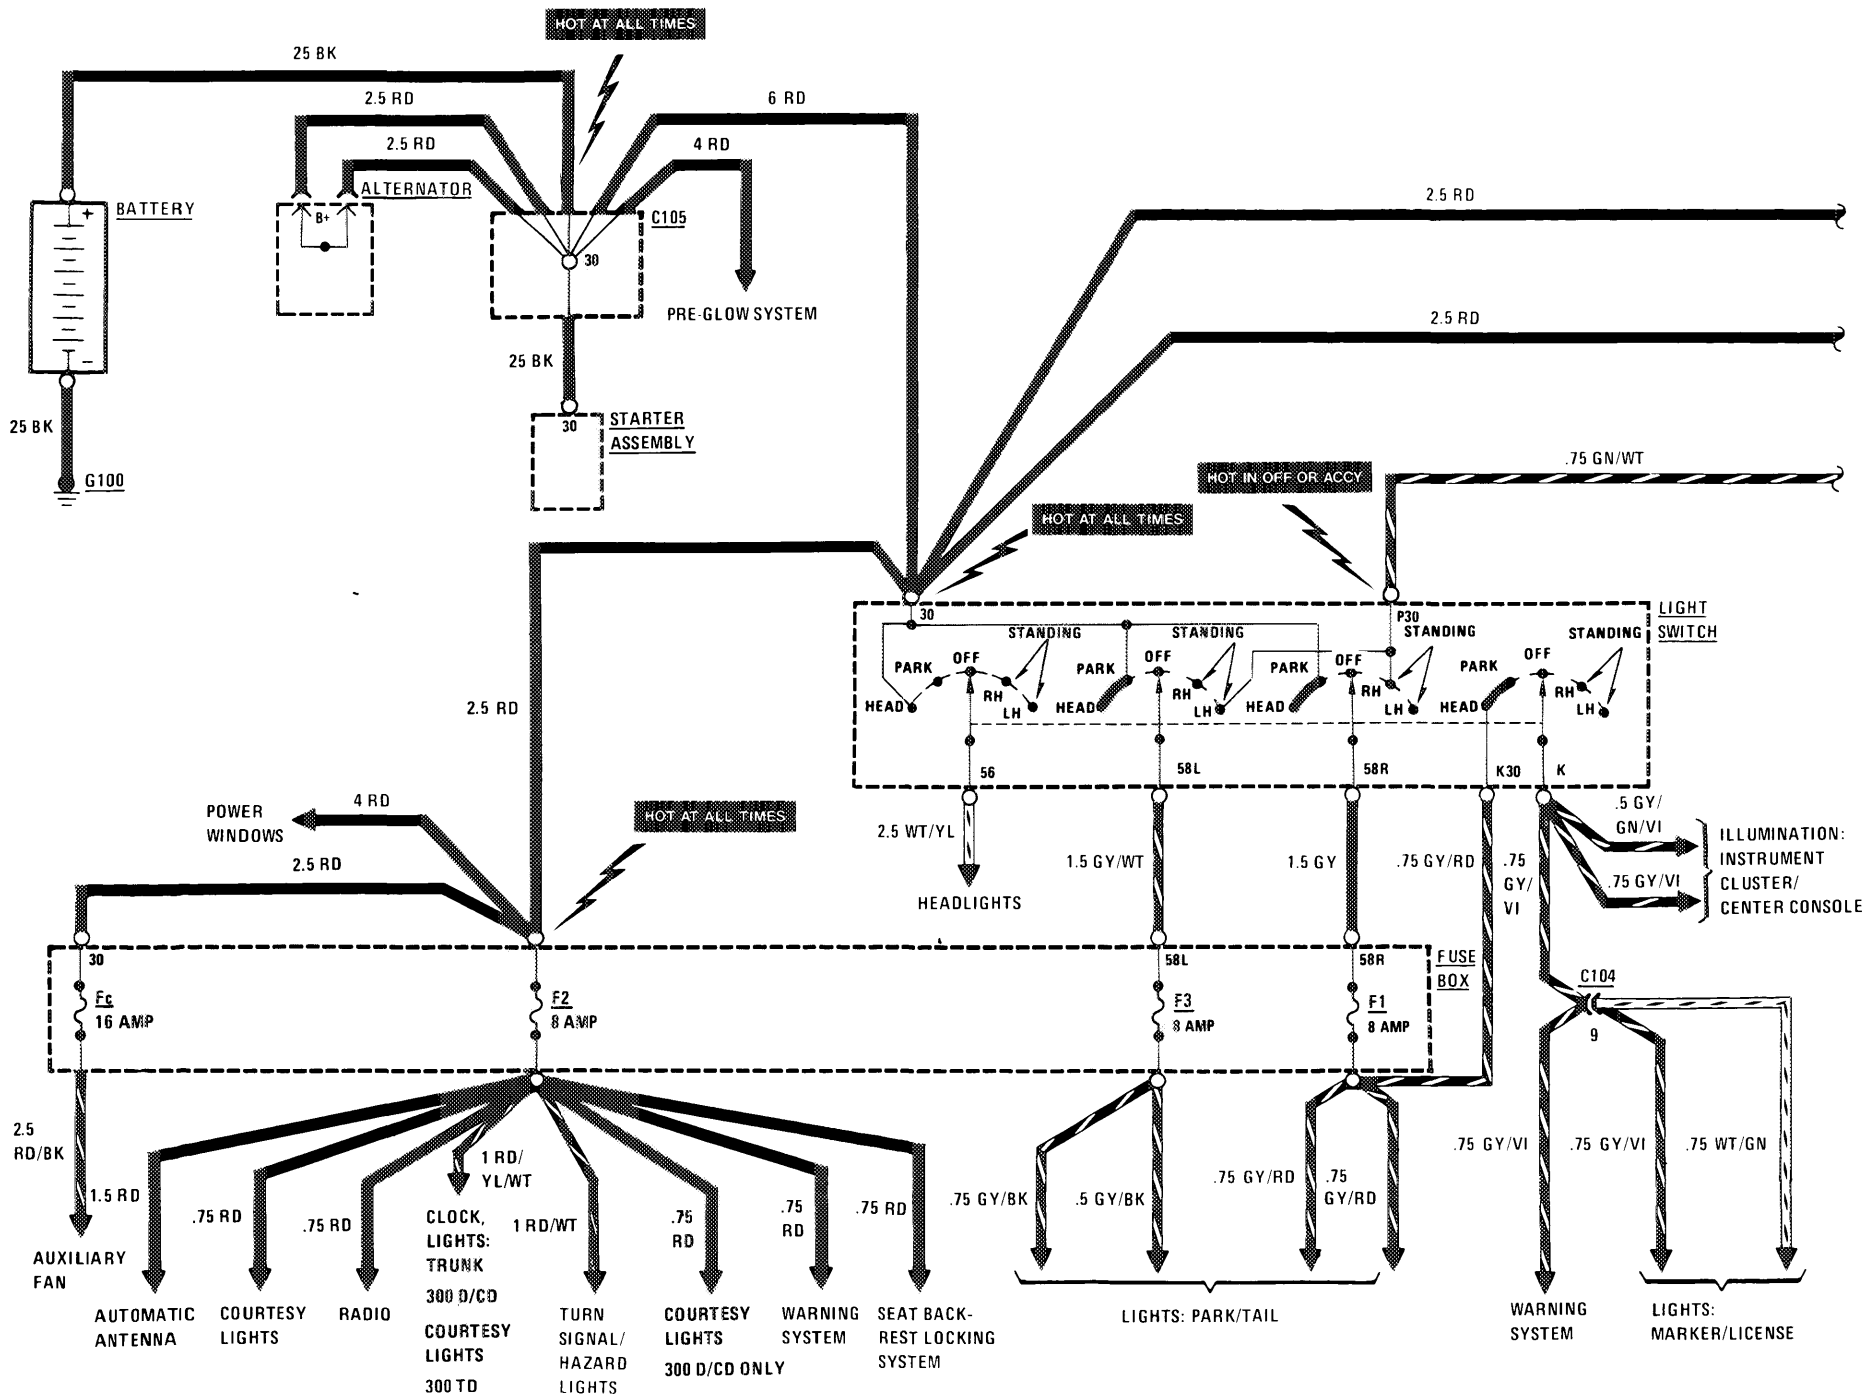 HOT AT ALL TIMES
25 BK
2.5 RD
6 RD
2.5 RD
4 RD
ALTERNATOR
BATTERY
+
B+
C105
2.5 RD
30
PRE-GLOW SYSTEM
2.5 RD
–
25 BK
STARTER
ASSEMBLY
30
25 BK
G100
.75 GN/WT
HOT IN OFF OR ACCY
HOT AT ALL TIMES
30
P30
LIGHT
SWITCH
STANDING
STANDING
STANDING
STANDING
PARK
OFF
RH
LH
HEAD
PARK
OFF
RH
LH
HEAD
PARK
OFF
RH
LH
HEAD
PARK
OFF
RH
LH
HEAD
2.5 RD
56
58L
58R
K30
K
POWER
WINDOWS
4 RD
HOT AT ALL TIMES
2.5 RD
2.5 WT/YL
HEADLIGHTS
1.5 GY/WT
1.5 GY
.75 GY/RD
.75
GY/
VI
.5 GY/
GN/VI
.75 GY/VI
ILLUMINATION:
INSTRUMENT
CLUSTER/
CENTER CONSOLE
30
58L
58R
FUSE
BOX
Fc
16 AMP
F2
8 AMP
F3
8 AMP
F1
8 AMP
C104
9
2.5
RD/BK
1.5 RD
.75 RD
.75 RD
1 RD/
YL/WT
1 RD/WT
.75
RD
.75
RD
.75 RD
.75 GY/BK
.5 GY/BK
.75 GY/RD
.75
GY/RD
.75 GY/VI
.75 GY/VI
.75 WT/GN
AUXILIARY
FAN
AUTOMATIC
ANTENNA
COURTESY
LIGHTS
RADIO
CLOCK,
LIGHTS:
TRUNK
300 D/CD
COURTESY
LIGHTS
300 TD
TURN
SIGNAL/
HAZARD
LIGHTS
COURTESY
LIGHTS
300 D/CD ONLY
WARNING
SYSTEM
SEAT BACK-
REST LOCKING
SYSTEM
LIGHTS: PARK/TAIL
WARNING
SYSTEM
LIGHTS:
MARKER/LICENSE